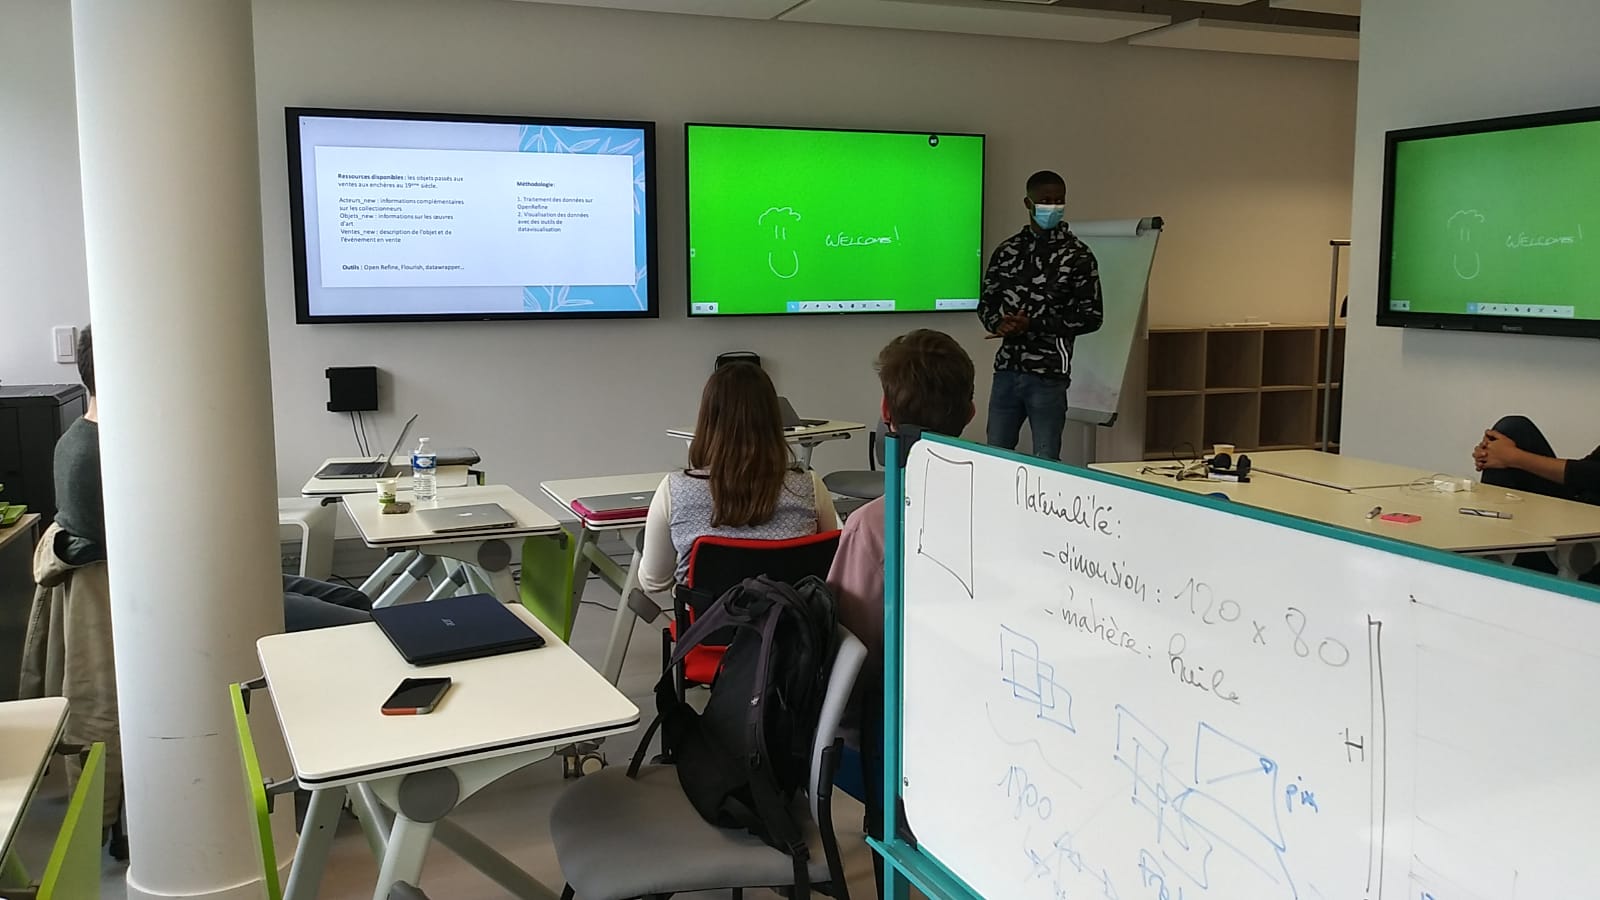 Ressources disponibles : les objets passés aux
ventes aux enchères au 19ème siècle.
Acteurs_new : informations complémentaires
sur les collectionneurs
Objets_new : informations sur les œuvres
d'art
Ventes_new : description de l'objet et de
l'événement en vente
Outils : Open Refine, Flourish, datawrapper...
Méthodologie:
1. Traitement des données sur
OpenRefine
2. Visualisation des données
avec des outils de
datavisualisation
WELCOME!
WELCOME!
Matérialité:
- dimension : 120 x 80
- matière : huile
H
1800
pix